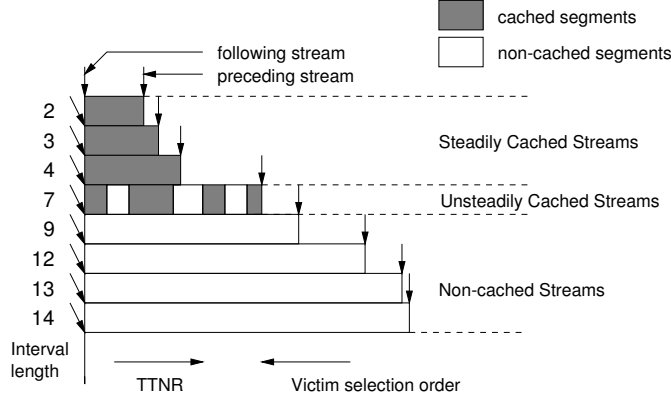 cached segments
following stream
non-cached segments
preceding stream
2
3
Steadily Cached Streams
4
7
Unsteadily Cached Streams
9
12
13
Non-cached Streams
14
Interval
length
TTNR
Victim selection order